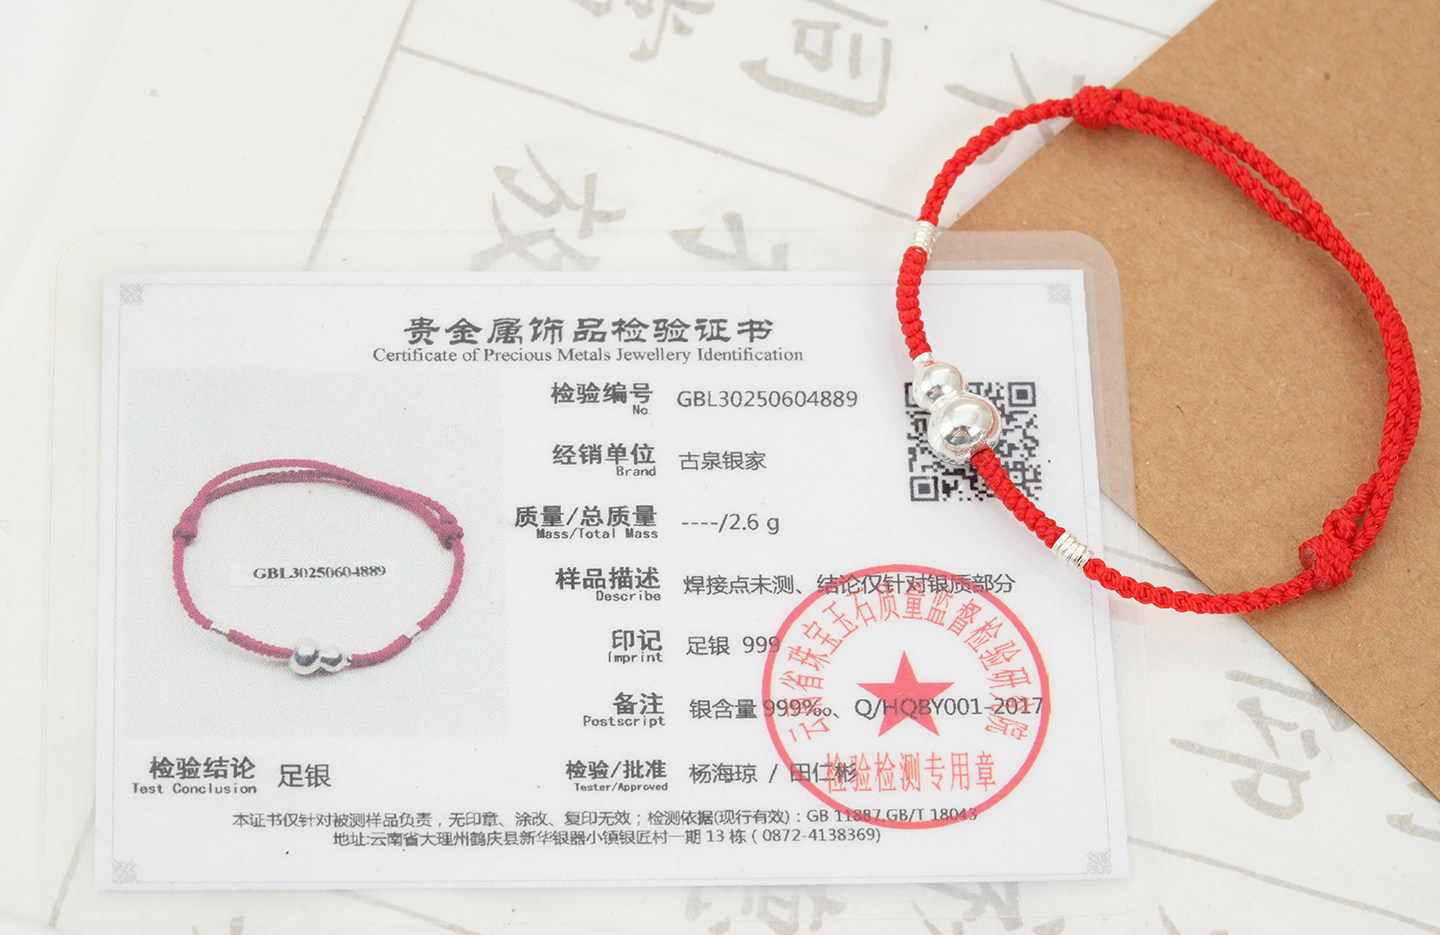 贵金属饰品检验证书
Certificate of Precious Metals Jewellery Identification
检验编号 GBL30250604889
No.
经销单位 古泉银家
Brand
质量/总质量 ----/2.6 g
Mass/Total Mass
样品描述 焊接点未测、结论仅针对银质部分
Describe
印记 足银 999
Imprint
备注 银含量 999‰、Q/HQBY001-2017
Postscript
检验结论 足银
Test Conclusion
检验/批准 杨海琼 / 田仁彬
Tester/Approved
本证书仅针对被测样品负责，无印章、涂改、复印无效；检测依据(现行有效)：GB 11887,GB/T 18043
地址:云南省大理州鹤庆县新华银器小镇银匠村一期 13 栋 ( 0872-4138369)
GBL30250604889
云南省珠宝玉石质量监督检验研究院
检验检测专用章